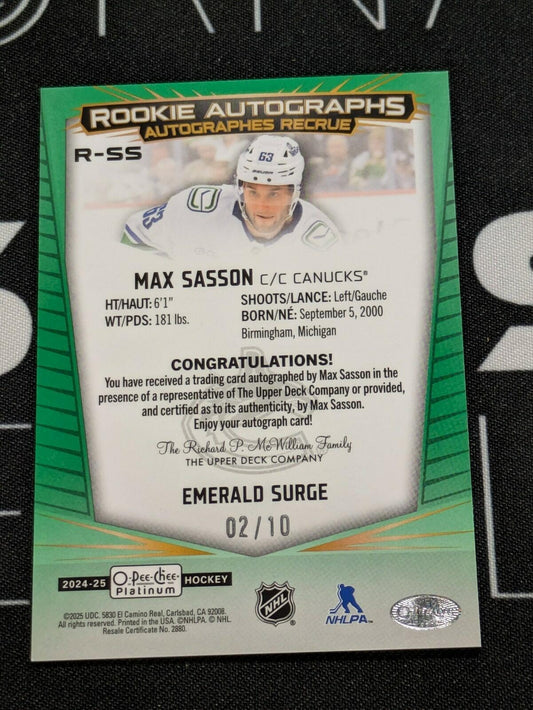 ROOKIE AUTOGRAPHS
AUTOGRAPHES RECRUE
R-SS
63
63
MAX SASSON C/C CANUCKS®
HT/HAUT: 6'1"
WT/PDS: 181 lbs.
SHOOTS/LANCE: Left/Gauche
BORN/NÉ: September 5, 2000
Birmingham, Michigan
CONGRATULATIONS!
You have received a trading card autographed by Max Sasson in the
presence of a representative of The Upper Deck Company or provided,
and certified as to its authenticity, by Max Sasson.
Enjoy your autograph card!
The Richard P. McWilliam Family
THE UPPER DECK COMPANY
EMERALD SURGE
02/10
2024-25 O-Pee-Chee Platinum HOCKEY
NHL
NHLPA
©2025 UDC, 5830 El Camino Real, Carlsbad, CA 92008.
All rights reserved. Printed in the USA. ©NHLPA. © NHL.
Resale Certificate No. 2880.